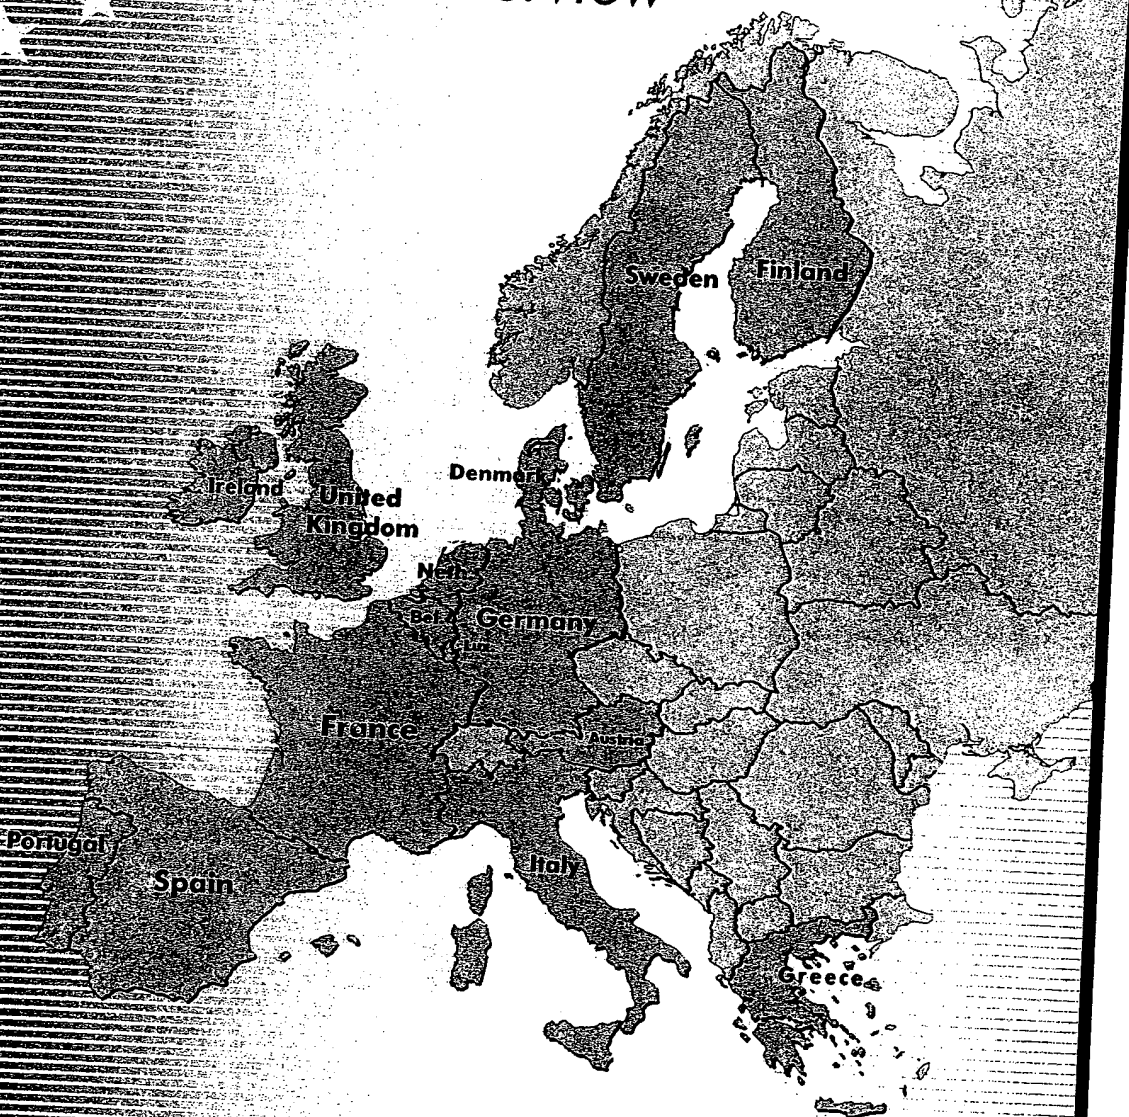 Sweden
Finland
Denmark
Ireland
United
Kingdom
Neth.
Bel.
Germany
Lux.
France
Austria
Portugal
Spain
Italy
Greece